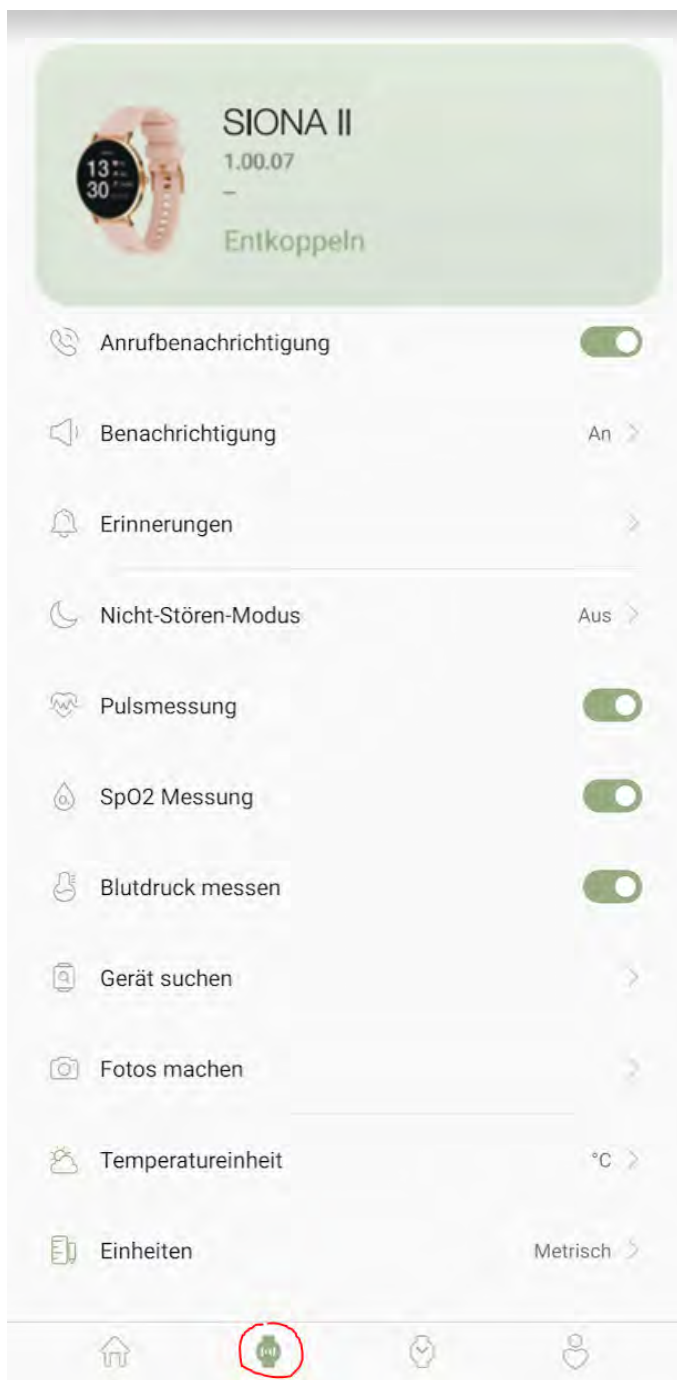 SIONA II
13
30
1.00.07
–
Entkoppeln
Anrufbenachrichtigung
Benachrichtigung An
Erinnerungen
Nicht-Stören-Modus Aus
Pulsmessung
SpO2 Messung
Blutdruck messen
Gerät suchen
Fotos machen
Temperatureinheit °C
Einheiten Metrisch